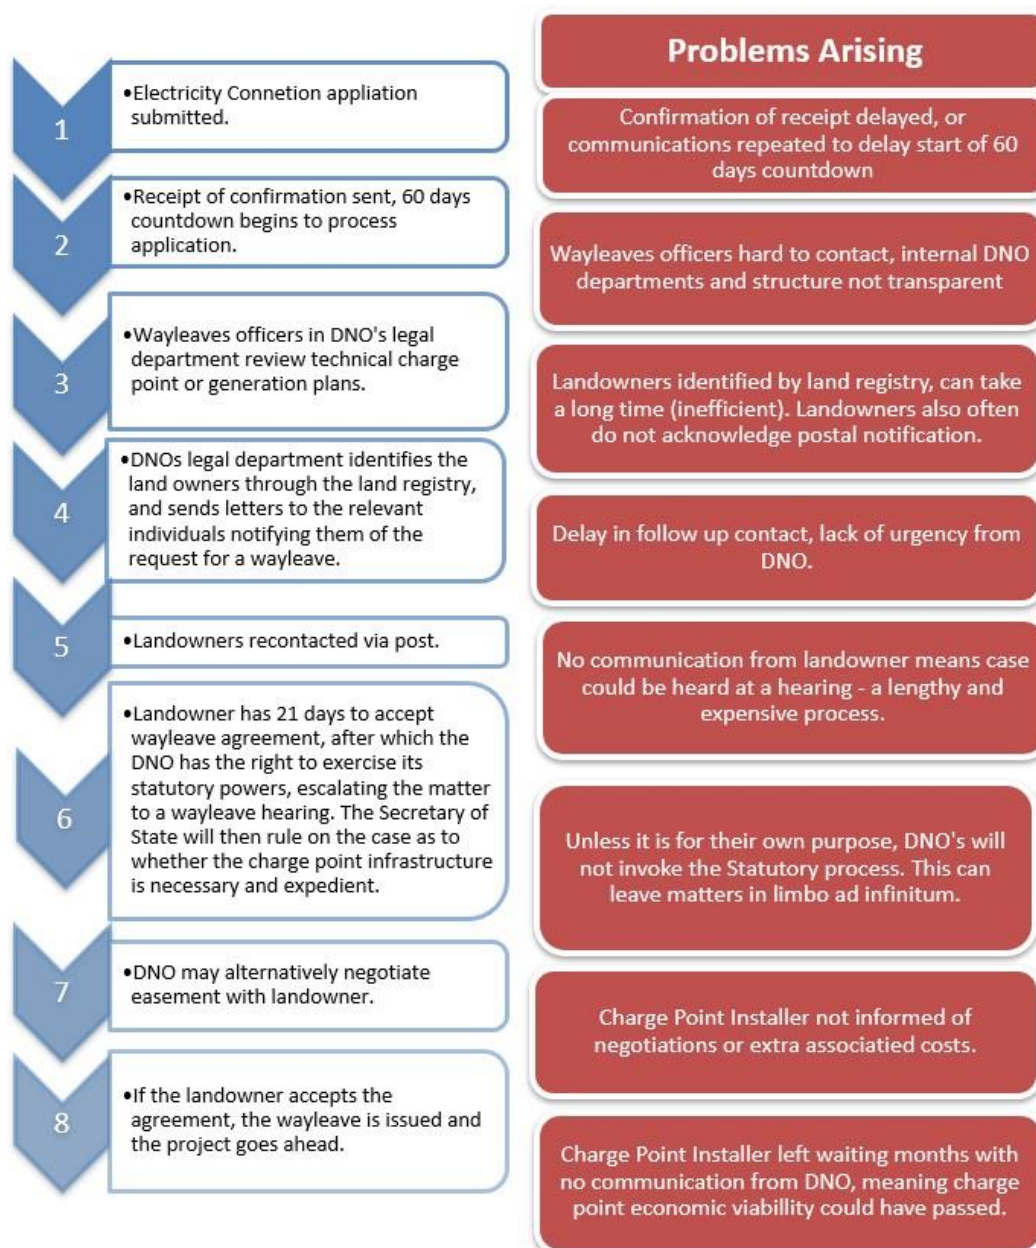 1
•Electricity Connetion appliation
submitted.
2
•Receipt of confirmation sent, 60 days
countdown begins to process
application.
3
•Wayleaves officers in DNO's legal
department review technical charge
point or generation plans.
4
•DNOs legal department identifies the
land owners through the land registry,
and sends letters to the relevant
individuals notifying them of the
request for a wayleave.
5
•Landowners recontacted via post.
6
•Landowner has 21 days to accept
wayleave agreement, after which the
DNO has the right to exercise its
statutory powers, escalating the matter
to a wayleave hearing. The Secretary of
State will then rule on the case as to
whether the charge point infrastructure
is necessary and expedient.
7
•DNO may alternatively negotiate
easement with landowner.
8
•If the landowner accepts the
agreement, the wayleave is issued and
the project goes ahead.
Problems Arising
Confirmation of receipt delayed, or
communications repeated to delay start of 60
days countdown
Wayleaves officers hard to contact, internal DNO
departments and structure not transparent
Landowners identified by land registry, can take
a long time (inefficient). Landowners also often
do not acknowledge postal notification.
Delay in follow up contact, lack of urgency from
DNO.
No communication from landowner means case
could be heard at a hearing - a lengthy and
expensive process.
Unless it is for their own purpose, DNO's will
not invoke the Statutory process. This can
leave matters in limbo ad infinitum.
Charge Point Installer not informed of
negotiations or extra associatied costs.
Charge Point Installer left waiting months with
no communication from DNO, meaning charge
point economic viabillity could have passed.